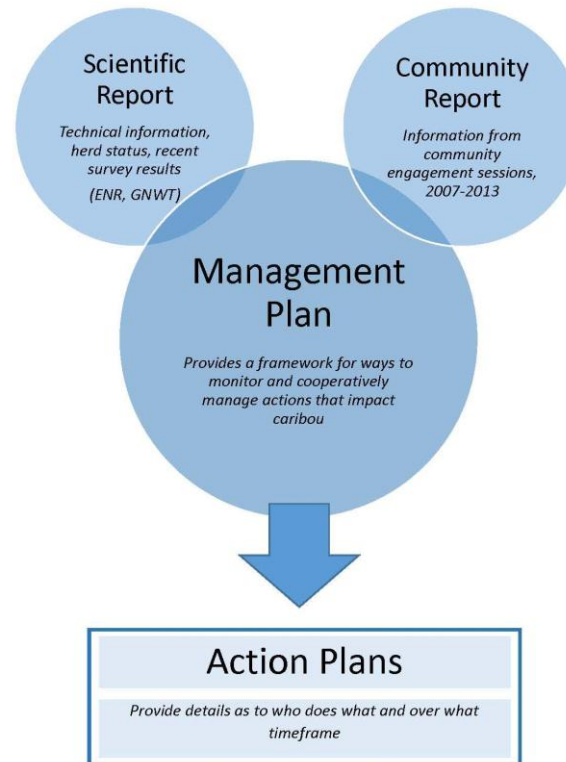 Scientific
Report
Technical information,
herd status, recent
survey results
(ENR, GNWT)
Community
Report
Information from
community
engagement sessions,
2007-2013
Management
Plan
Provides a framework for ways to
monitor and cooperatively
manage actions that impact
caribou
Action Plans
Provide details as to who does what and over what
timeframe